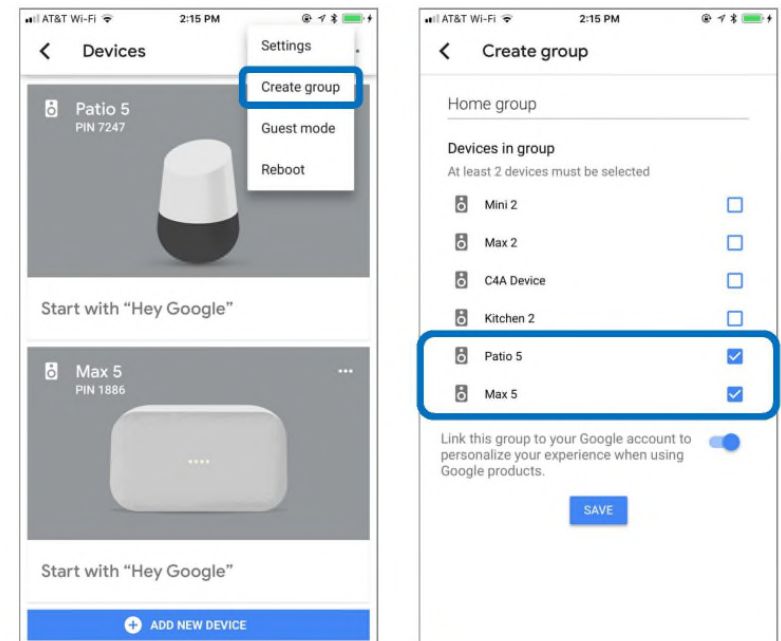 AT&T Wi-Fi 2:15 PM
Devices
Settings
Create group
Guest mode
Reboot
Patio 5
PIN 7247
Start with “Hey Google”
Max 5
PIN 1886
Start with “Hey Google”
ADD NEW DEVICE
AT&T Wi-Fi 2:15 PM
Create group
Home group
Devices in group
At least 2 devices must be selected
Mini 2
Max 2
C4A Device
Kitchen 2
Patio 5
Max 5
Link this group to your Google account to
personalize your experience when using
Google products.
SAVE